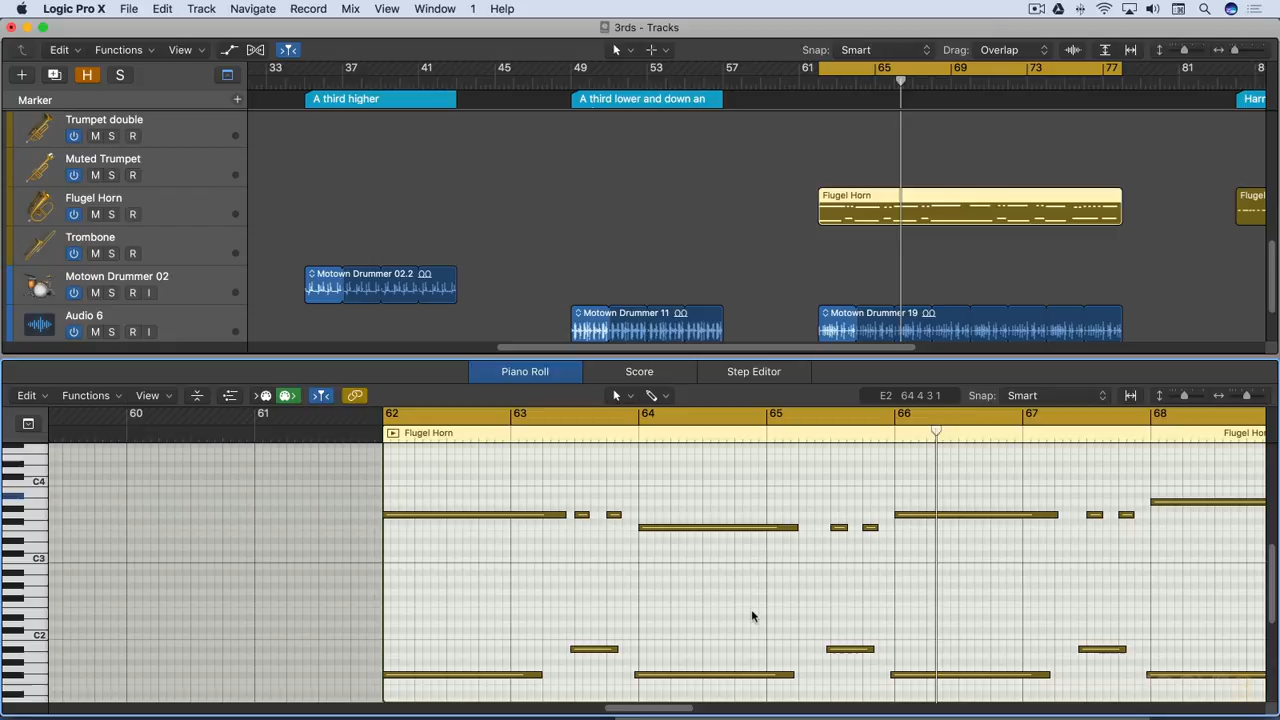 Logic Pro X File Edit Track Navigate Record Mix View Window 1 Help
3rds - Tracks
Edit Functions View Snap: Smart Drag: Overlap
H S 33 37 41 45 49 53 57 61 65 69 73 77 81 8
Marker + A third higher A third lower and down an Harr
Trumpet double
M S R
Muted Trumpet
M S R
Flugel Horn Flugel Horn Flugel
M S R
Trombone
M S R
Motown Drummer 02 Motown Drummer 02.2
M S R I
Audio 6 Motown Drummer 11 Motown Drummer 19
M S R I
Piano Roll Score Step Editor
Edit Functions View E2 64 4 3 1 Snap: Smart
60 61 62 63 64 65 66 67 68
Flugel Horn Flugel Hor
C4
C3
C2